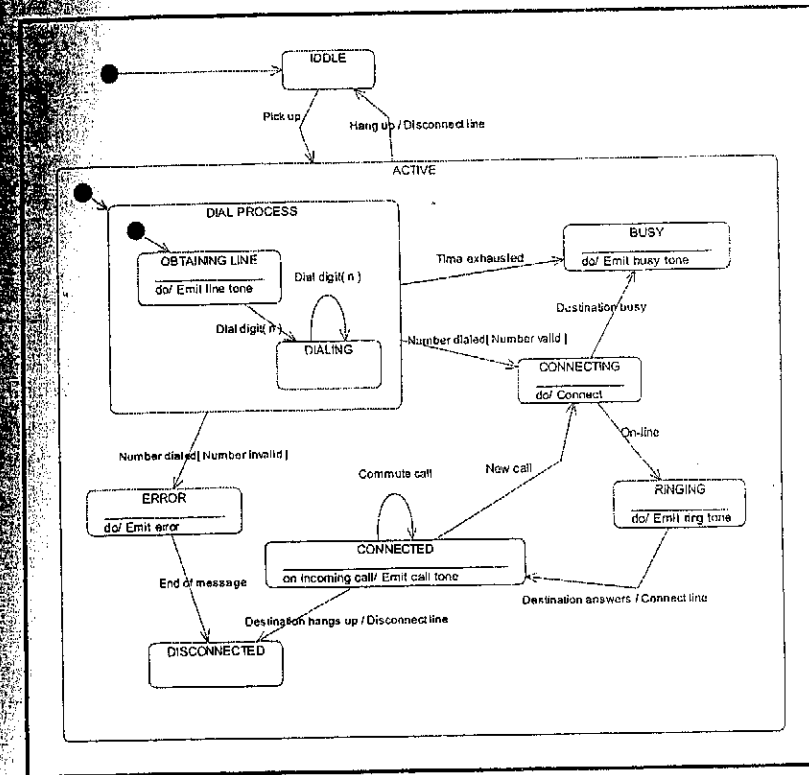 IDDLE
Pick up
Hang up / Disconnect line
ACTIVE
DIAL PROCESS
OBTAINING LINE
do/ Emit line tone
Dial digit( n )
Dial digit( n )
DIALING
Time exhausted
BUSY
do/ Emit busy tone
Destination busy
Number dialed[ Number valid ]
CONNECTING
do/ Connect
On-line
Number dialed[ Number invalid ]
ERROR
do/ Emit error
Commute call
New call
RINGING
do/ Emit ring tone
CONNECTED
on incoming call/ Emit call tone
Destination answers / Connect line
End of message
Destination hangs up / Disconnect line
DISCONNECTED